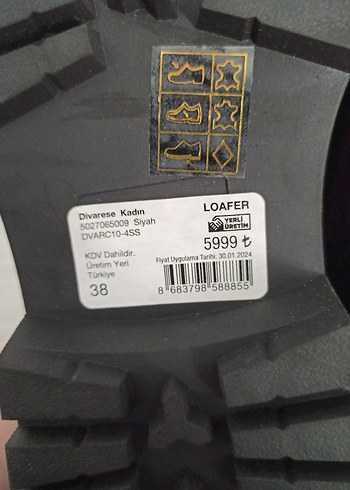 Divarese Kadın
LOAFER
5027065009 Siyah
DVARC10-4SS
YERLİ
ÜRETİM
5999 ₺
KDV Dahildir.
Üretim Yeri
Türkiye
Fiyat Uygulama Tarihi: 30.01.2024
38
8 683798 588855